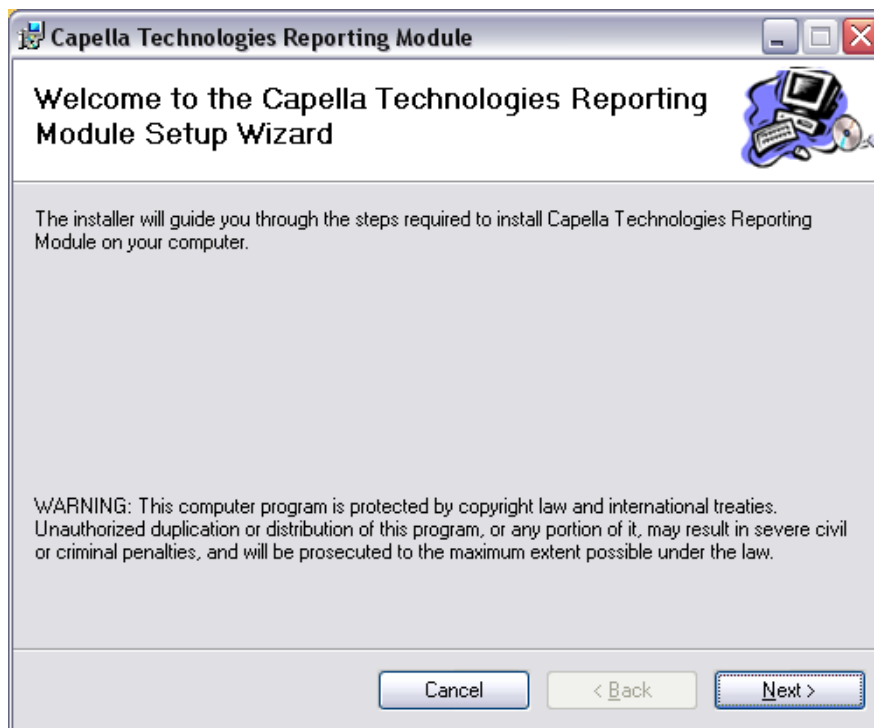 Capella Technologies Reporting Module
Welcome to the Capella Technologies Reporting
Module Setup Wizard
The installer will guide you through the steps required to install Capella Technologies Reporting
Module on your computer.
WARNING: This computer program is protected by copyright law and international treaties.
Unauthorized duplication or distribution of this program, or any portion of it, may result in severe civil
or criminal penalties, and will be prosecuted to the maximum extent possible under the law.
Cancel < Back Next >